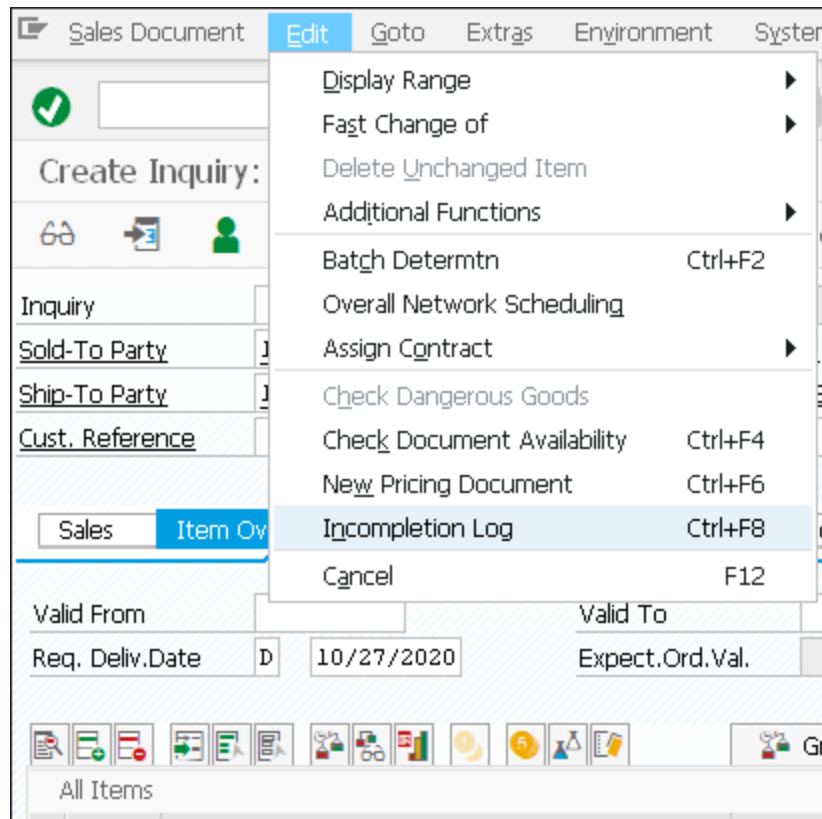 Sales Document Edit Goto Extras Environment
Display Range
Fast Change of
Create Inquiry:
Delete Unchanged Item
Additional Functions
Batch Determtn Ctrl+F2
Inquiry
Overall Network Scheduling
Sold-To Party
Assign Contract
Ship-To Party
Check Dangerous Goods
Cust. Reference
Check Document Availability Ctrl+F4
New Pricing Document Ctrl+F6
Sales Item Ov
Incompletion Log Ctrl+F8
Cancel F12
Valid From Valid To
Req. Deliv.Date D 10/27/2020 Expect.Ord.Val.
All Items